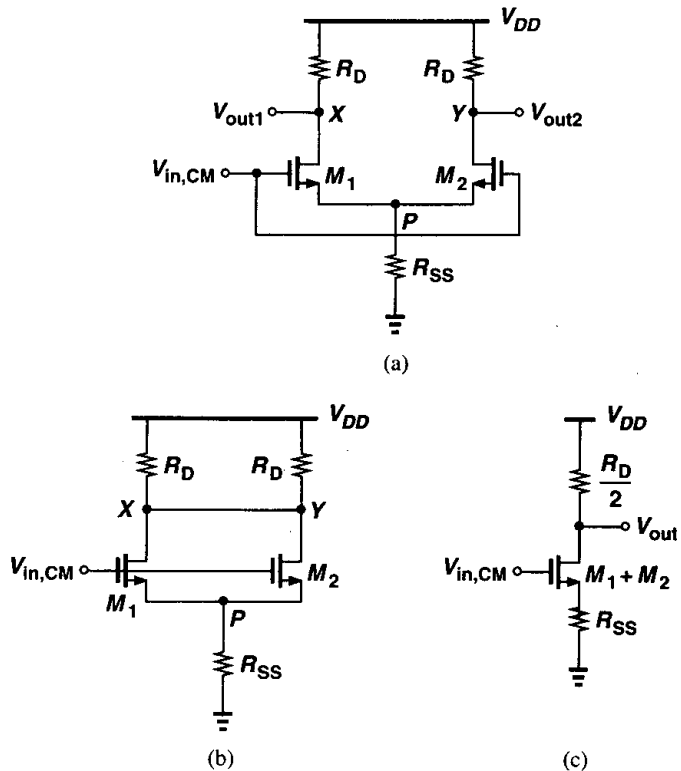 V_DD
R_D R_D
V_out1 X Y V_out2
V_in,CM M_1 M_2
P
R_SS
(a)
V_DD
R_D R_D
X Y
V_in,CM M_1 M_2
P
R_SS
(b)
V_DD
R_D
2
V_out
V_in,CM M_1 + M_2
R_SS
(c)